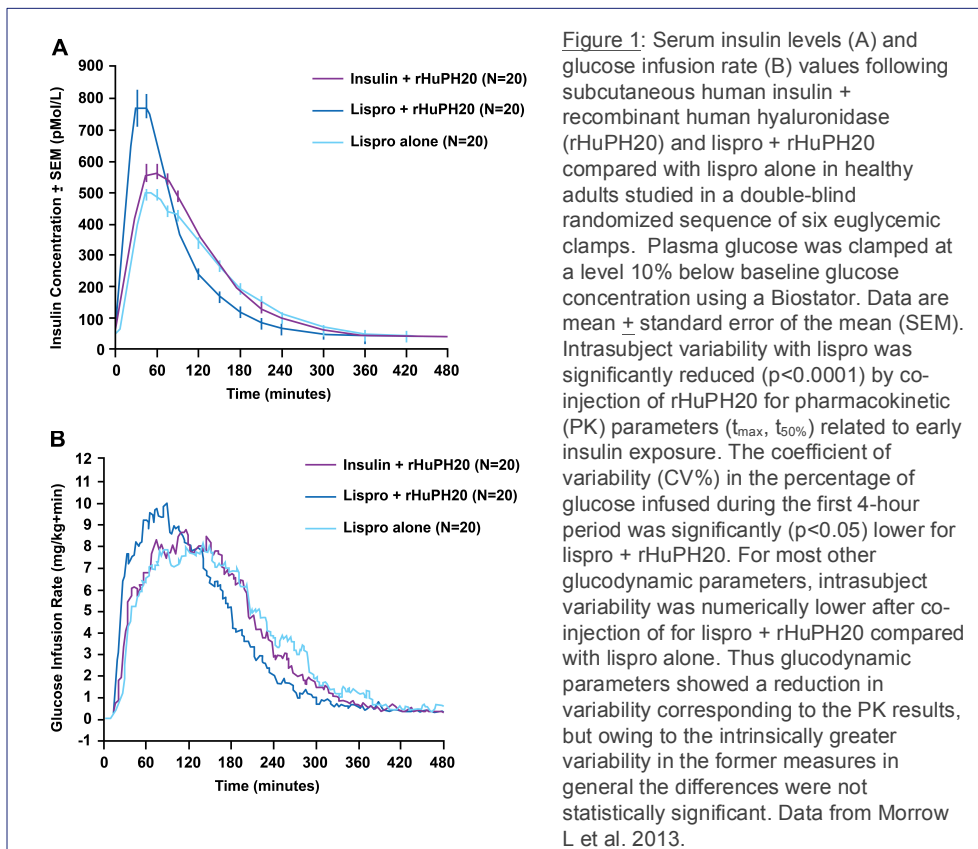 A
900
800
700
600
500
400
300
200
100
0
Insulin Concentration ± SEM (pMol/L)
Insulin + rHuPH20 (N=20)
Lispro + rHuPH20 (N=20)
Lispro alone (N=20)
0 60 120 180 240 300 360 420 480
Time (minutes)
B
12
11
10
9
8
7
6
5
4
3
2
1
0
-1
Glucose Infusion Rate (mg/kg+min)
Insulin + rHuPH20 (N=20)
Lispro + rHuPH20 (N=20)
Lispro alone (N=20)
0 60 120 180 240 300 360 420 480
Time (minutes)
Figure 1: Serum insulin levels (A) and
glucose infusion rate (B) values following
subcutaneous human insulin +
recombinant human hyaluronidase
(rHuPH20) and lispro + rHuPH20
compared with lispro alone in healthy
adults studied in a double-blind
randomized sequence of six euglycemic
clamps. Plasma glucose was clamped at
a level 10% below baseline glucose
concentration using a Biostator. Data are
mean + standard error of the mean (SEM).
Intrasubject variability with lispro was
significantly reduced (p<0.0001) by co-
injection of rHuPH20 for pharmacokinetic
(PK) parameters (tmax, t50%) related to early
insulin exposure. The coefficient of
variability (CV%) in the percentage of
glucose infused during the first 4-hour
period was significantly (p<0.05) lower for
lispro + rHuPH20. For most other
glucodynamic parameters, intrasubject
variability was numerically lower after co-
injection of for lispro + rHuPH20 compared
with lispro alone. Thus glucodynamic
parameters showed a reduction in
variability corresponding to the PK results,
but owing to the intrinsically greater
variability in the former measures in
general the differences were not
statistically significant. Data from Morrow
L et al. 2013.